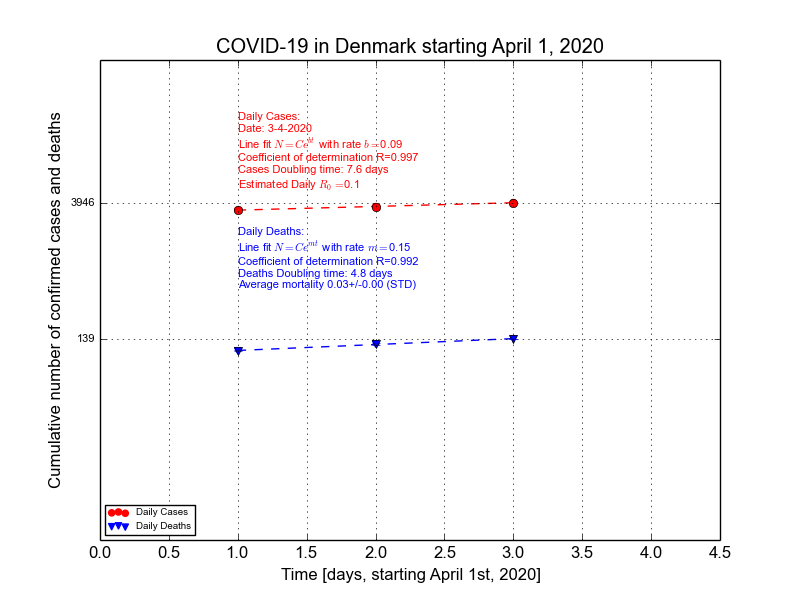 COVID-19 in Denmark starting April 1, 2020
Cumulative number of confirmed cases and deaths
Daily Cases:
Date: 3-4-2020
Line fit N=Ce^{bt} with rate b=0.09
Coefficient of determination R=0.997
Cases Doubling time: 7.6 days
Estimated Daily R_0=0.1
3946
Daily Deaths:
Line fit N=Ce^{mt} with rate m=0.15
Coefficient of determination R=0.992
Deaths Doubling time: 4.8 days
Average mortality 0.03+/-0.00 (STD)
139
Daily Cases
Daily Deaths
0.0 0.5 1.0 1.5 2.0 2.5 3.0 3.5 4.0 4.5
Time [days, starting April 1st, 2020]